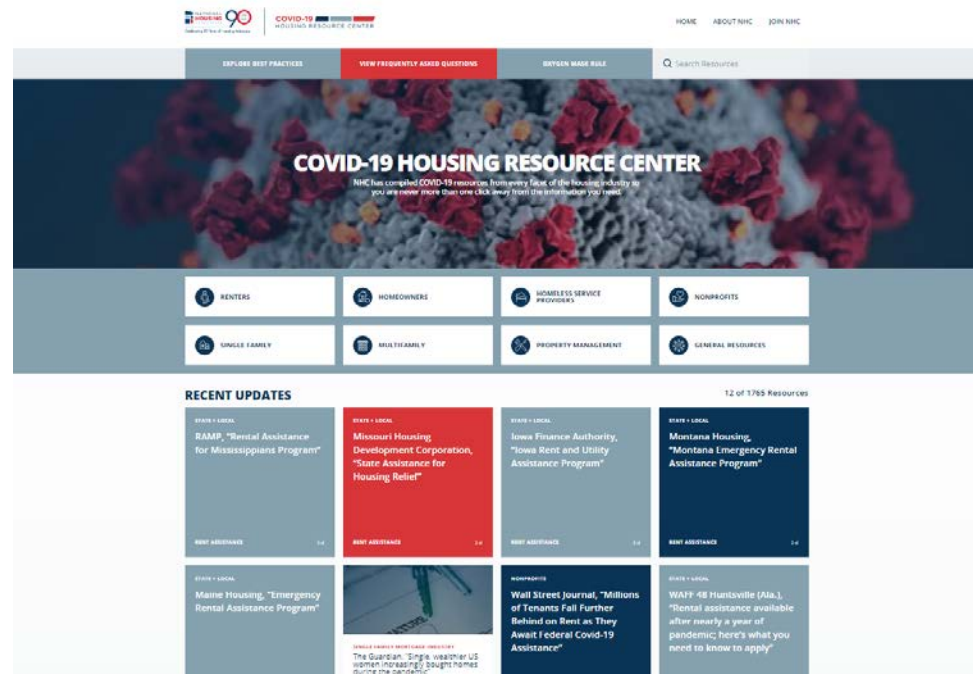 NATIONAL
HOUSING
90
COVID-19
HOUSING RESOURCE CENTER
HOME ABOUT NHC JOIN NHC
EXPLORE BEST PRACTICES VIEW FREQUENTLY ASKED QUESTIONS OXYGEN MASK RULE Search Resources
COVID-19 HOUSING RESOURCE CENTER
NHC has compiled COVID-19 resources from every facet of the housing industry so
you are never more than one click away from the information you need.
RENTERS
HOMEOWNERS
HOMELESS SERVICE
PROVIDERS
NONPROFITS
SINGLE FAMILY
MULTIFAMILY
PROPERTY MANAGEMENT
GENERAL RESOURCES
RECENT UPDATES
12 of 1765 Resources
STATE + LOCAL
RAMP, "Rental Assistance
for Mississippians Program"
RENT ASSISTANCE
STATE + LOCAL
Missouri Housing
Development Corporation,
"State Assistance for
Housing Relief"
RENT ASSISTANCE
STATE + LOCAL
Iowa Finance Authority,
"Iowa Rent and Utility
Assistance Program"
RENT ASSISTANCE
STATE + LOCAL
Montana Housing,
"Montana Emergency Rental
Assistance Program"
RENT ASSISTANCE
STATE + LOCAL
Maine Housing, "Emergency
Rental Assistance Program"
SINGLE FAMILY MORTGAGE INDUSTRY
The Guardian, "Single, wealthier US
women increasingly bought homes
during the pandemic"
NONPROFITS
Wall Street Journal, "Millions
of Tenants Fall Further
Behind on Rent as They
Await Federal Covid-19
Assistance"
STATE + LOCAL
WAFF 48 Huntsville (Ala.),
"Rental assistance available
after nearly a year of
pandemic; here's what you
need to know to apply"